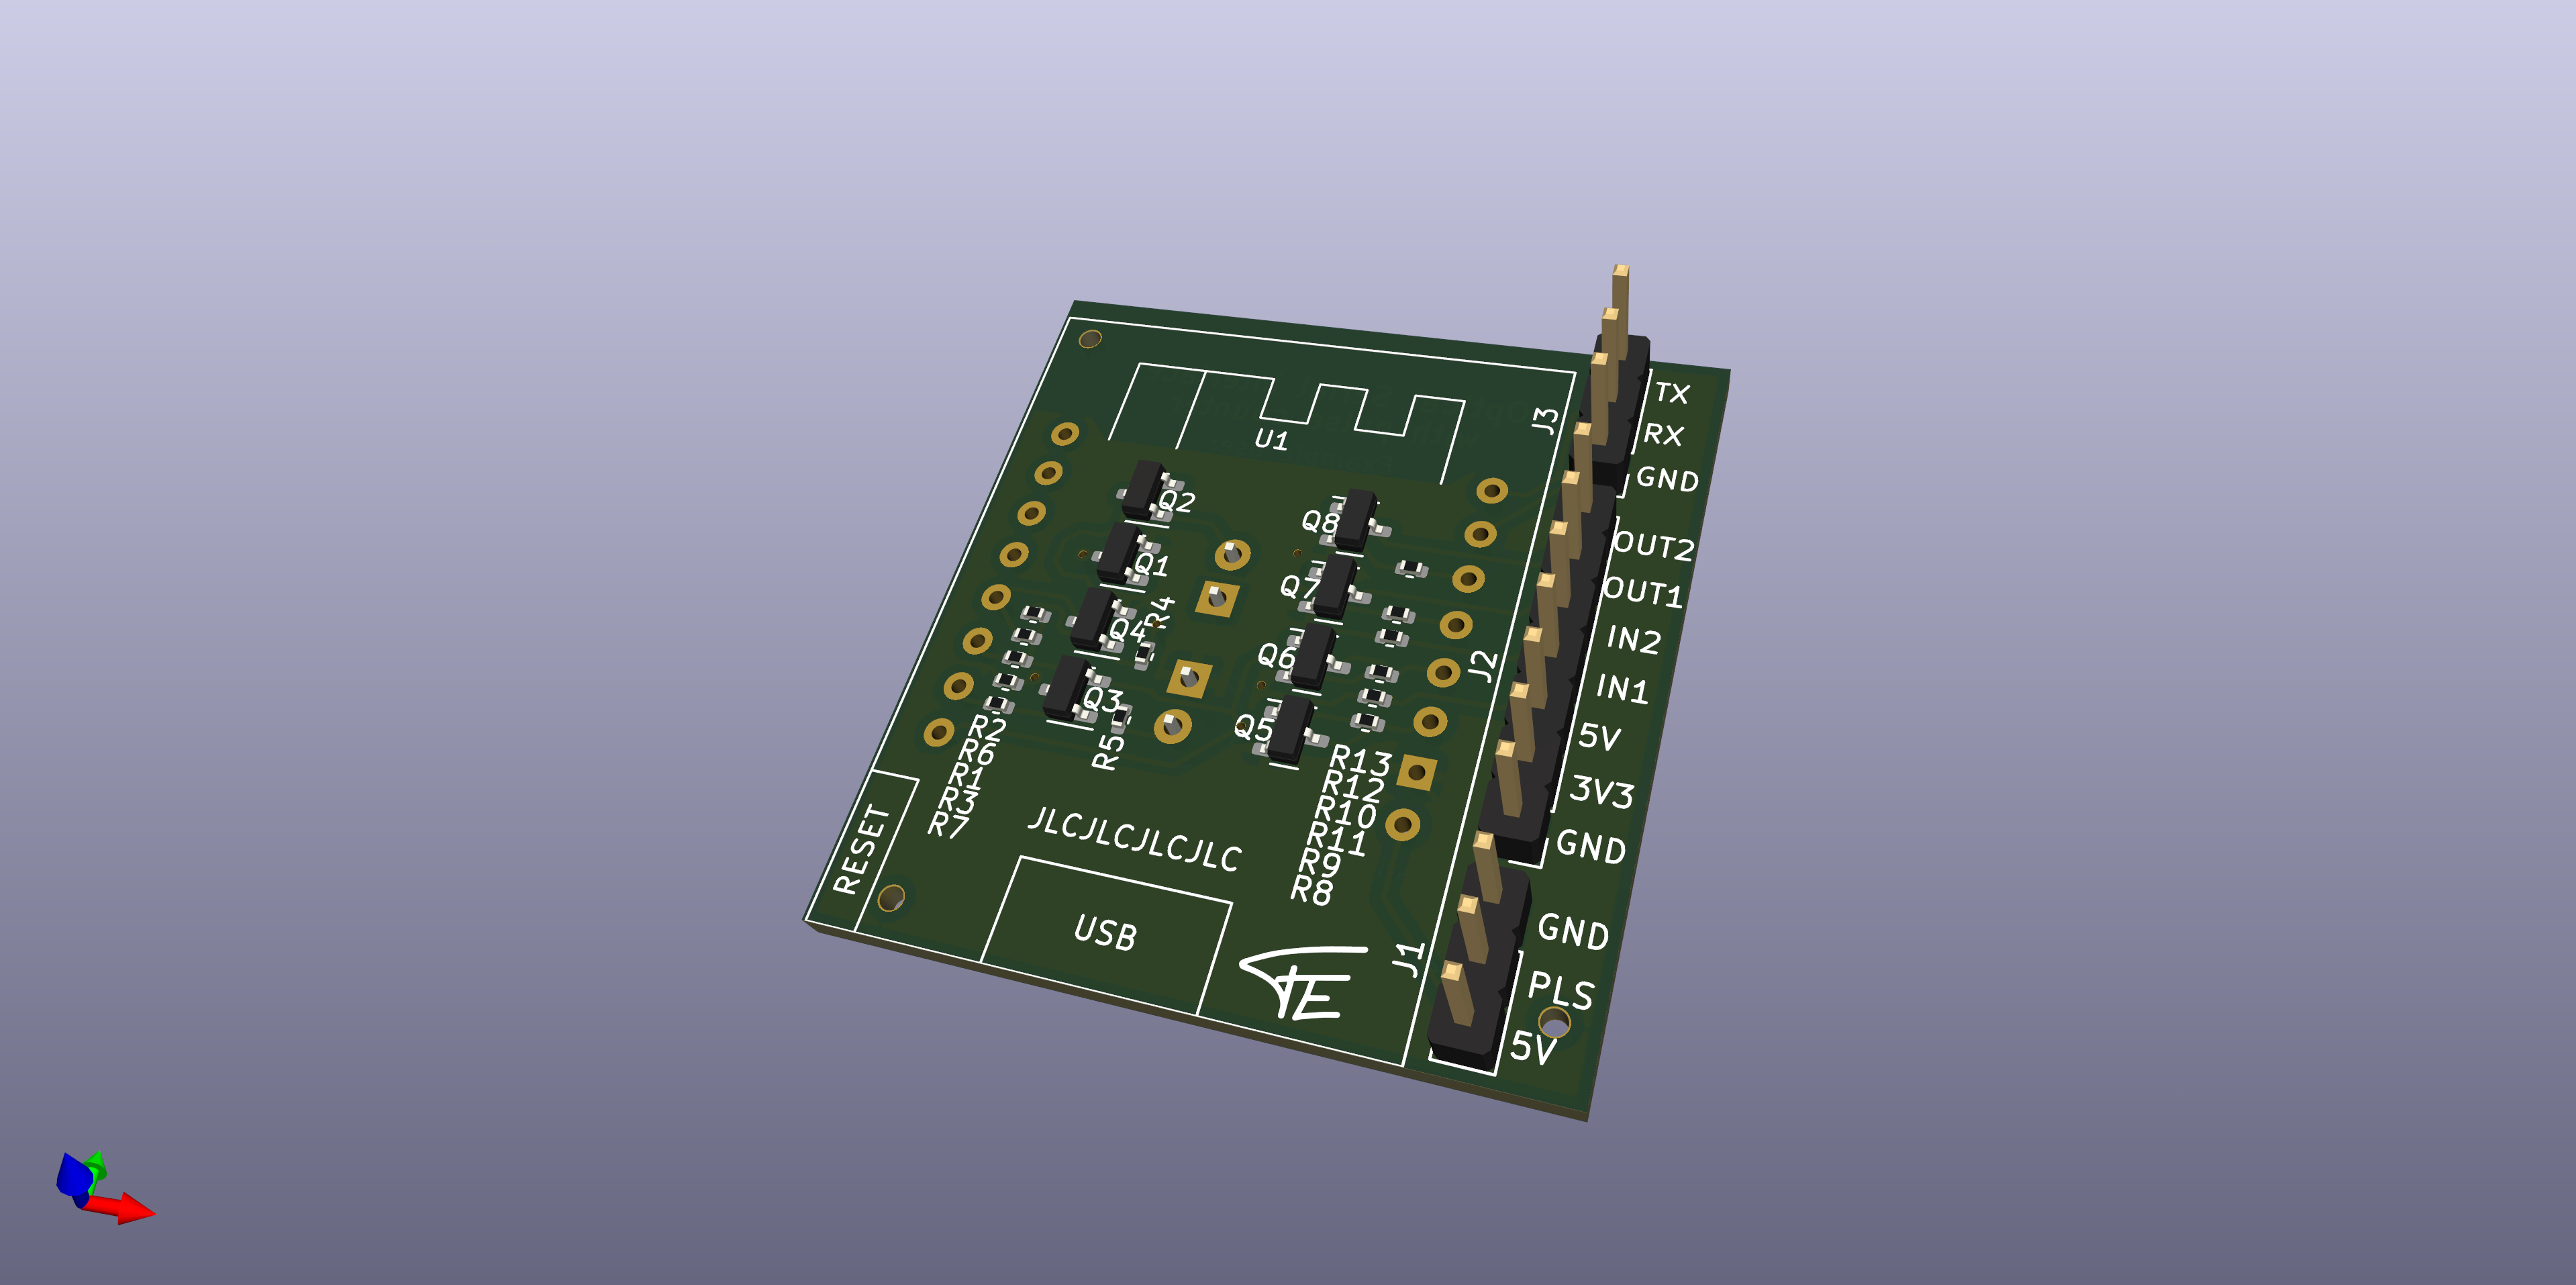 TX
J3
RX
U1
GND
Q2
Q8
OUT2
Q1
Q7
OUT1
R4
Q4
IN2
Q6
J2
IN1
Q3
Q5
5V
R5
R2
R6
R1
R3
R7
R13
R12
R10
R11
R9
R8
3V3
GND
JLCJLCJLCJLC
RESET
USB
GND
J1
PLS
5V